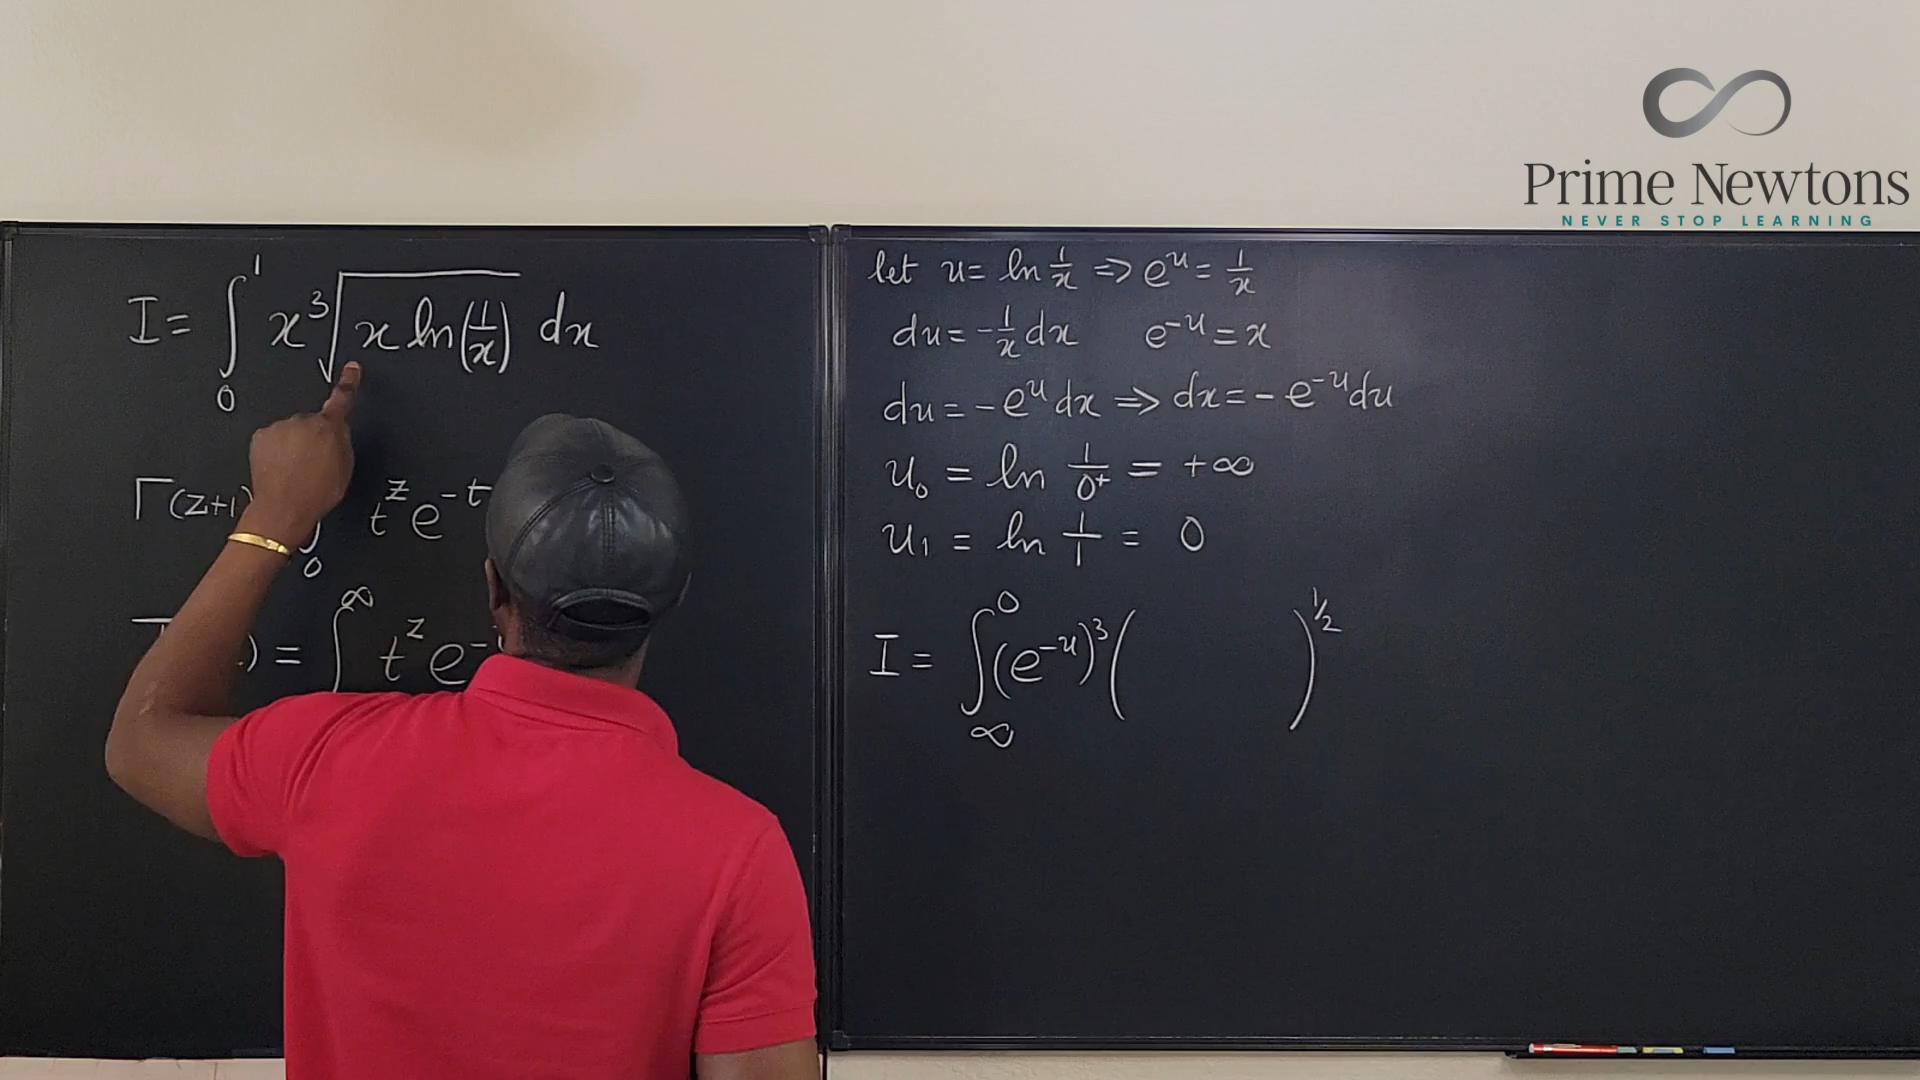 Prime Newtons
NEVER STOP LEARNING
I = ∫₀¹ x³√(x ln(1/x)) dx
Γ(z+1) ∫₀ t^z e^-t
) = ∫^∞ t^z e^-
let u = ln 1/x => e^u = 1/x
du = -1/x dx e^-u = x
du = -e^u dx => dx = -e^-u du
u₀ = ln 1/0⁺ = +∞
u₁ = ln 1/1 = 0
I = ∫_∞^0 (e^-u)³ ( )^1/2